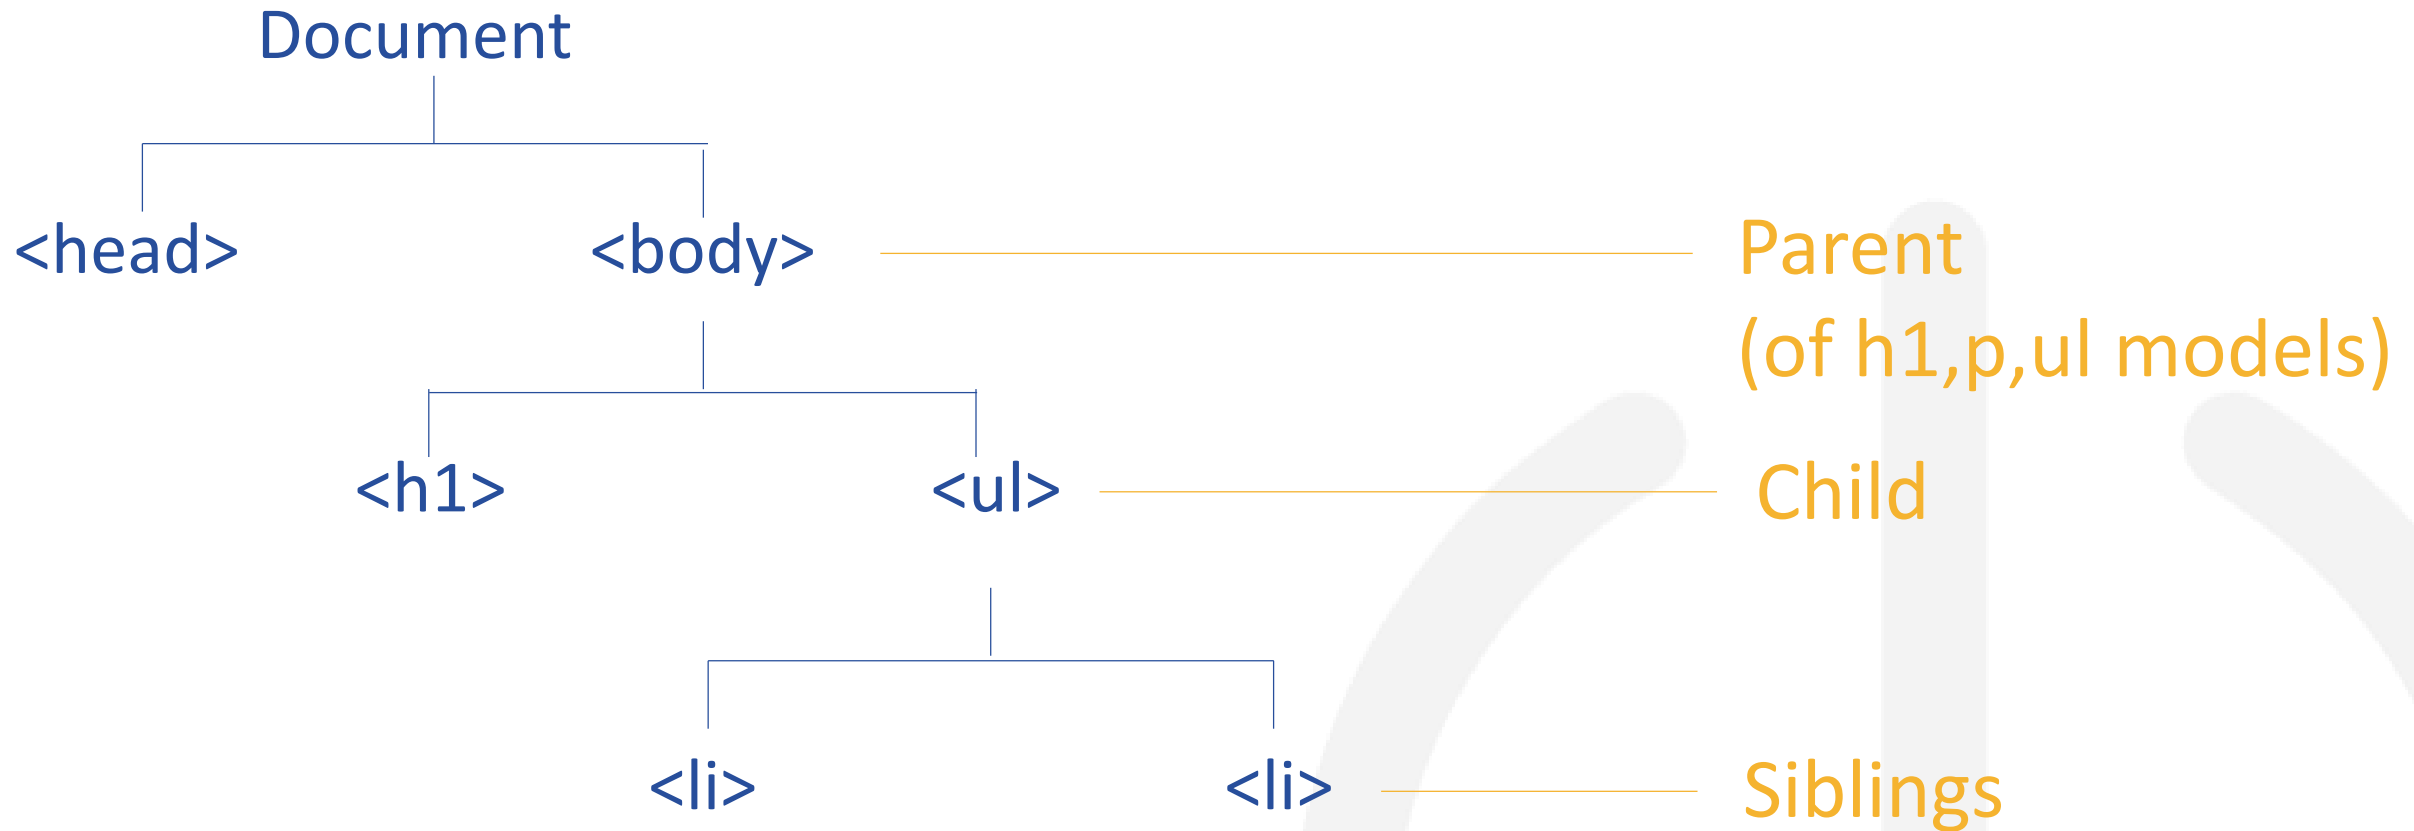 Document
<head>
<body>
Parent
(of h1,p,ul models)
<h1>
<ul>
Child
<li>
<li>
Siblings